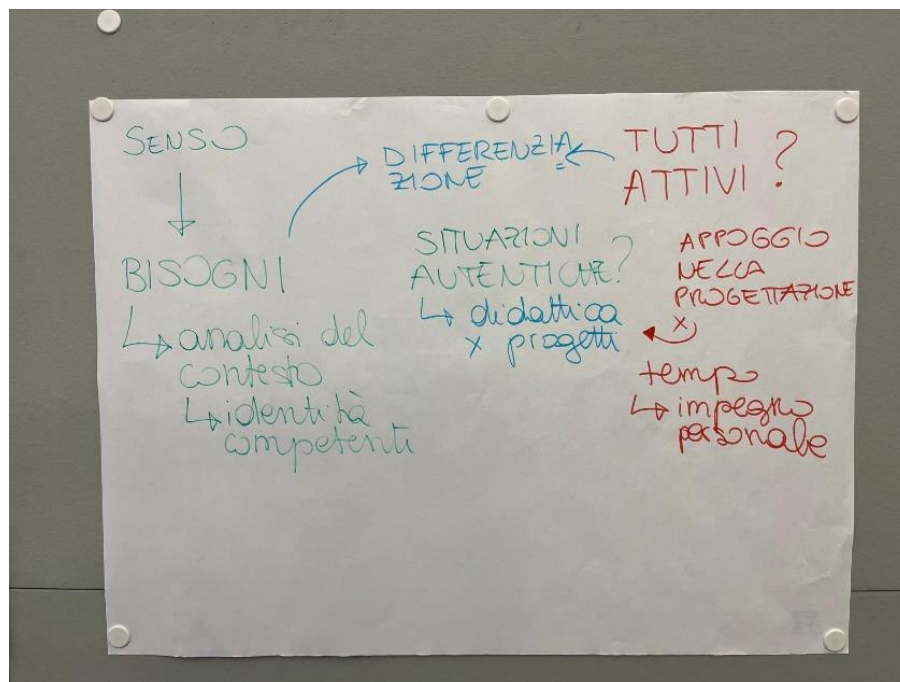 SENSO
BISOGNI
↳ analisi del
contesto
↳ identità
competenti
DIFFERENZIA
ZIONE
SITUAZIONI
AUTENTICHE?
↳ didattica
x progetti
TUTTI
ATTIVI ?
APPOGGIO
NELLA
PROGETTAZIONE
x
tempo
↳ impegno
personale